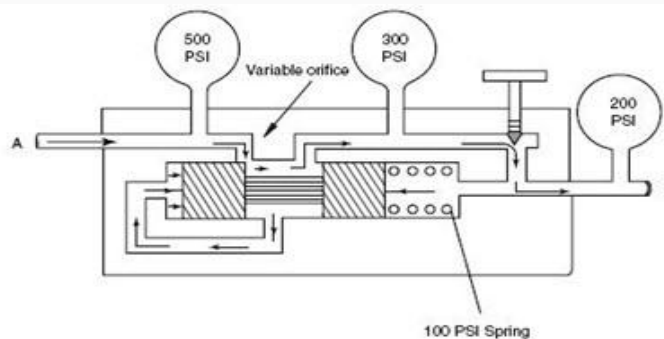 500
PSI
300
PSI
Variable orifice
200
PSI
A
100 PSI Spring